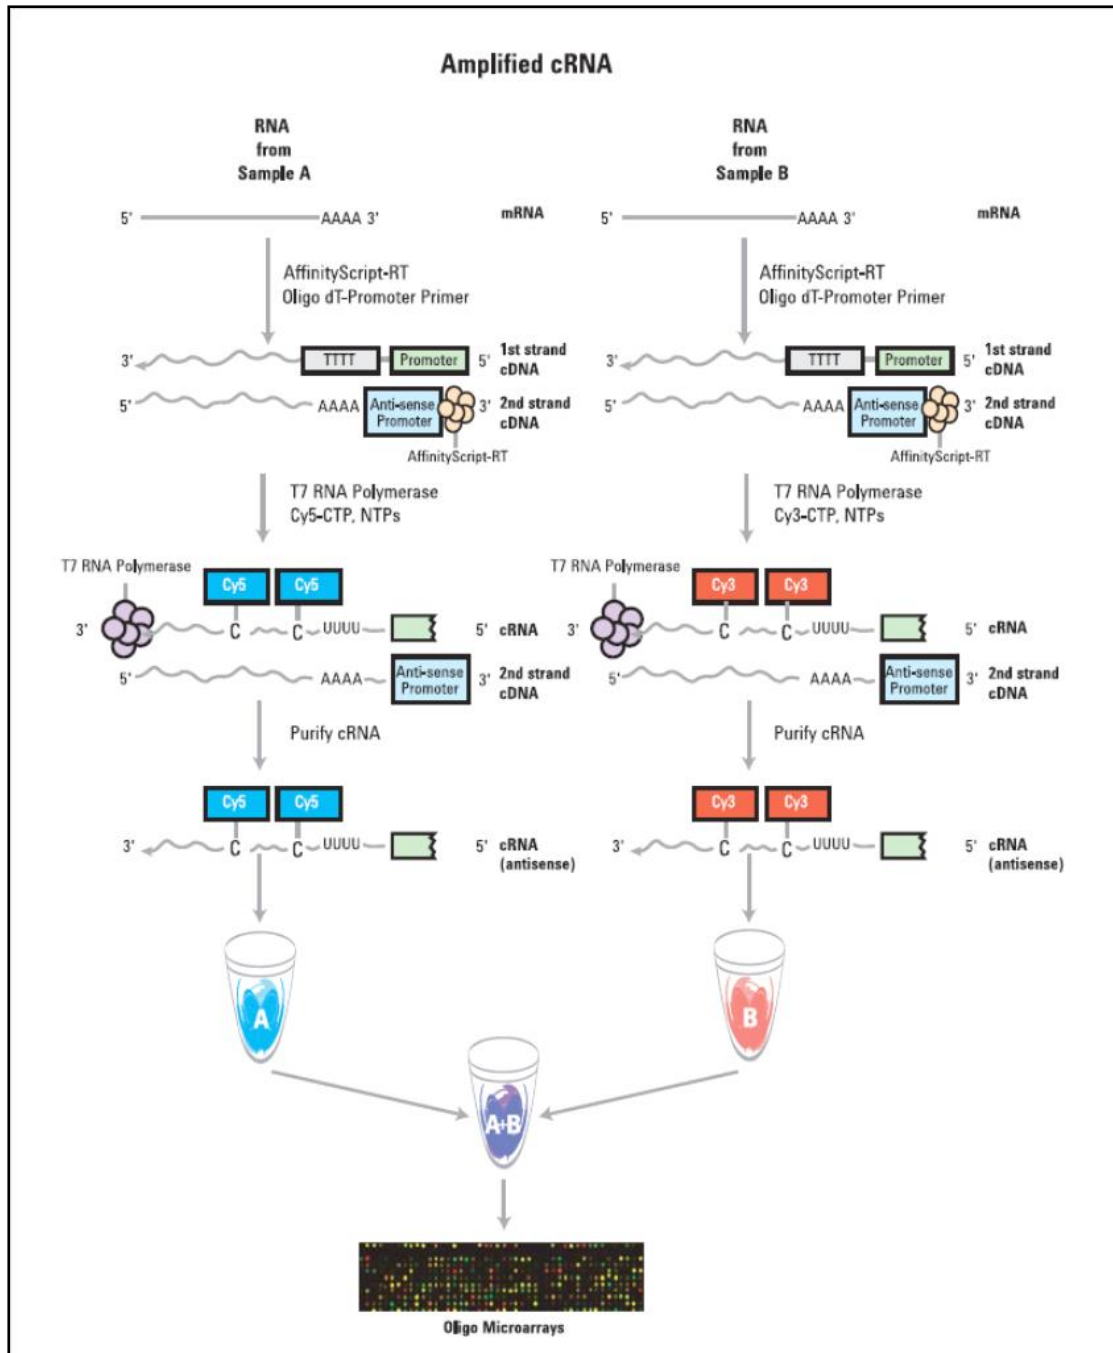 Amplified cRNA
RNA
from
Sample A
RNA
from
Sample B
5'
AAAA 3'
mRNA
5'
AAAA 3'
mRNA
AffinityScript-RT
Oligo dT-Promoter Primer
AffinityScript-RT
Oligo dT-Promoter Primer
3'
TTTT
Promoter
5'
1st strand
cDNA
3'
TTTT
Promoter
5'
1st strand
cDNA
5'
AAAA
Anti-sense
Promoter
3'
2nd strand
cDNA
5'
AAAA
Anti-sense
Promoter
3'
2nd strand
cDNA
AffinityScript-RT
AffinityScript-RT
T7 RNA Polymerase
Cy5-CTP, NTPs
T7 RNA Polymerase
Cy3-CTP, NTPs
T7 RNA Polymerase
Cy5
Cy5
T7 RNA Polymerase
Cy3
Cy3
3'
C
C
UUUU
5'
cRNA
3'
C
C
UUUU
5'
cRNA
5'
AAAA
Anti-sense
Promoter
3'
2nd strand
cDNA
5'
AAAA
Anti-sense
Promoter
3'
2nd strand
cDNA
Purify cRNA
Purify cRNA
Cy5
Cy5
Cy3
Cy3
3'
C
C
UUUU
5'
cRNA
(antisense)
3'
C
C
UUUU
5'
cRNA
(antisense)
A
B
A+B
Oligo Microarrays